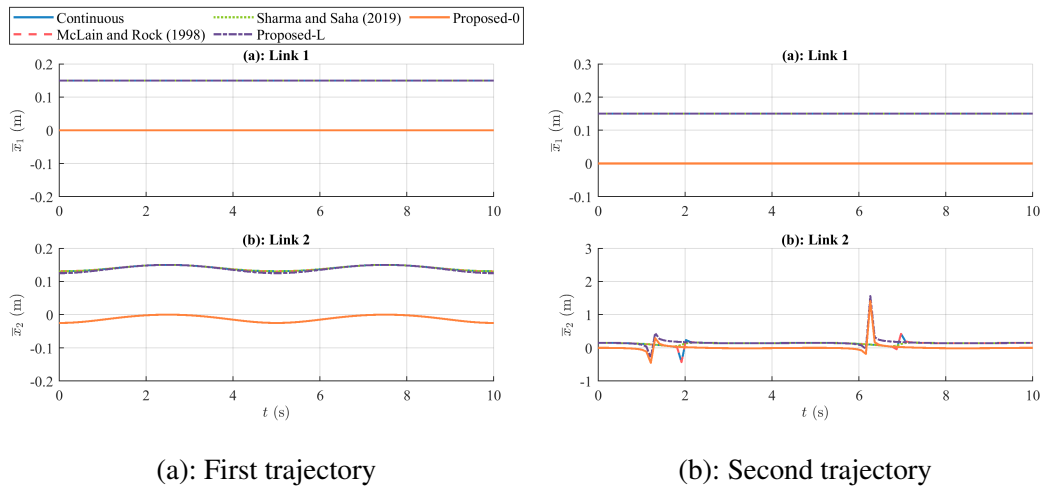 Continuous
Sharma and Saha (2019)
Proposed-0
McLain and Rock (1998)
Proposed-L
(a): Link 1
0.2
0.1
0
-0.1
-0.2
x̅₁ (m)
0 2 4 6 8 10
(b): Link 2
0.2
0.1
0
-0.1
-0.2
x̅₂ (m)
0 2 4 6 8 10
t (s)
(a): First trajectory
(a): Link 1
0.3
0.2
0.1
0
-0.1
x̅₁ (m)
0 2 4 6 8 10
(b): Link 2
3
2
1
0
-1
x̅₂ (m)
0 2 4 6 8 10
t (s)
(b): Second trajectory